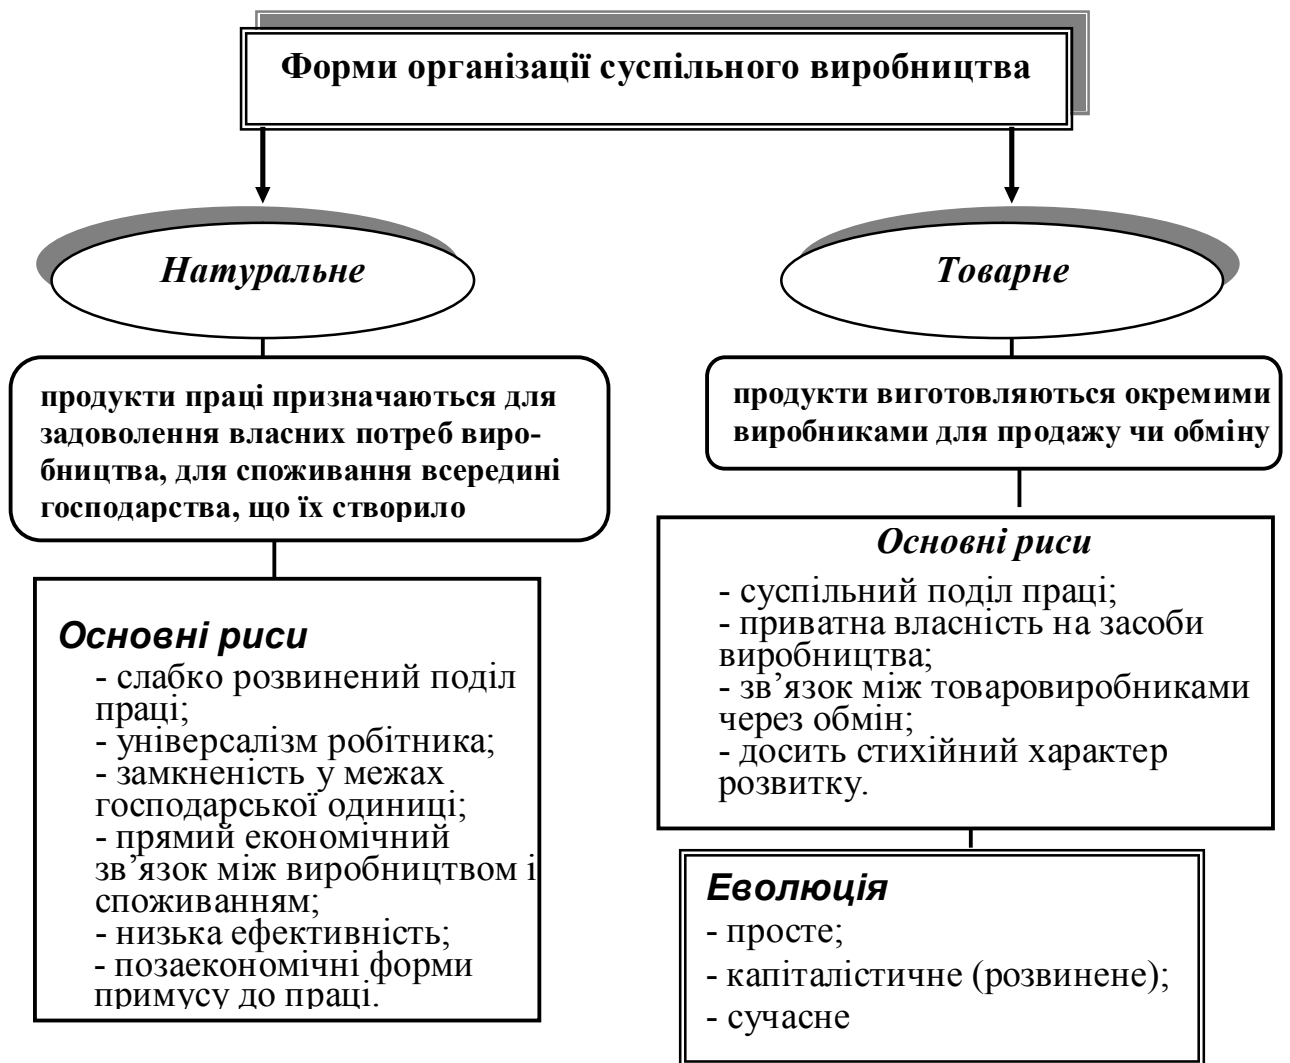 Форми організації суспільного виробництва
Натуральне
продукти праці призначаються для
задоволення власних потреб виро-
бництва, для споживання всередині
господарства, що їх створило
Основні риси
- слабко розвинений поділ
праці;
- універсалізм робітника;
- замкненість у межах
господарської одиниці;
- прямий економічний
зв’язок між виробництвом і
споживанням;
- низька ефективність;
- позаекономічні форми
примусу до праці.
Товарне
продукти виготовляються окремими
виробниками для продажу чи обміну
Основні риси
- суспільний поділ праці;
- приватна власність на засоби
виробництва;
- зв’язок між товаровиробниками
через обмін;
- досить стихійний характер
розвитку.
Еволюція
- просте;
- капіталістичне (розвинене);
- сучасне